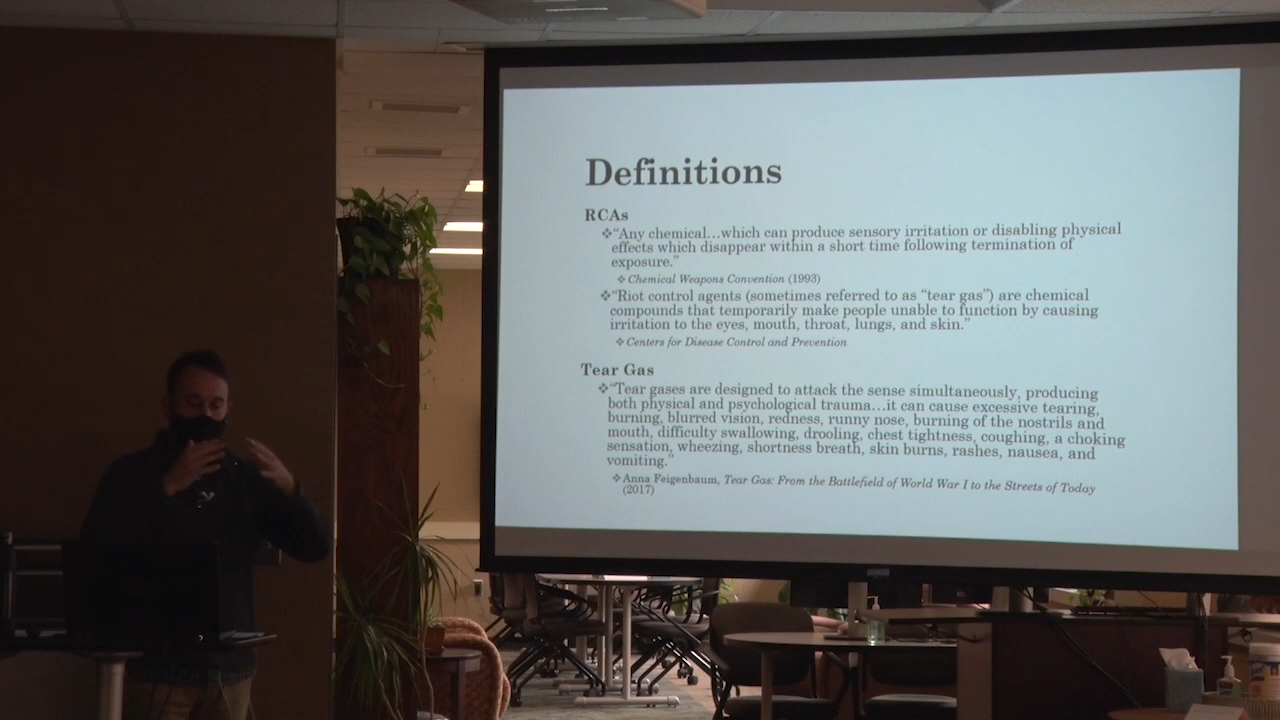 Definitions
RCAs
❖“Any chemical…which can produce sensory irritation or disabling physical
effects which disappear within a short time following termination of
exposure.”
❖ Chemical Weapons Convention (1993)
❖“Riot control agents (sometimes referred to as “tear gas”) are chemical
compounds that temporarily make people unable to function by causing
irritation to the eyes, mouth, throat, lungs, and skin.”
❖ Centers for Disease Control and Prevention
Tear Gas
❖“Tear gases are designed to attack the sense simultaneously, producing
both physical and psychological trauma…it can cause excessive tearing,
burning, blurred vision, redness, runny nose, burning of the nostrils and
mouth, difficulty swallowing, drooling, chest tightness, coughing, a choking
sensation, wheezing, shortness breath, skin burns, rashes, nausea, and
vomiting.”
❖ Anna Feigenbaum, Tear Gas: From the Battlefield of World War I to the Streets of Today
(2017)